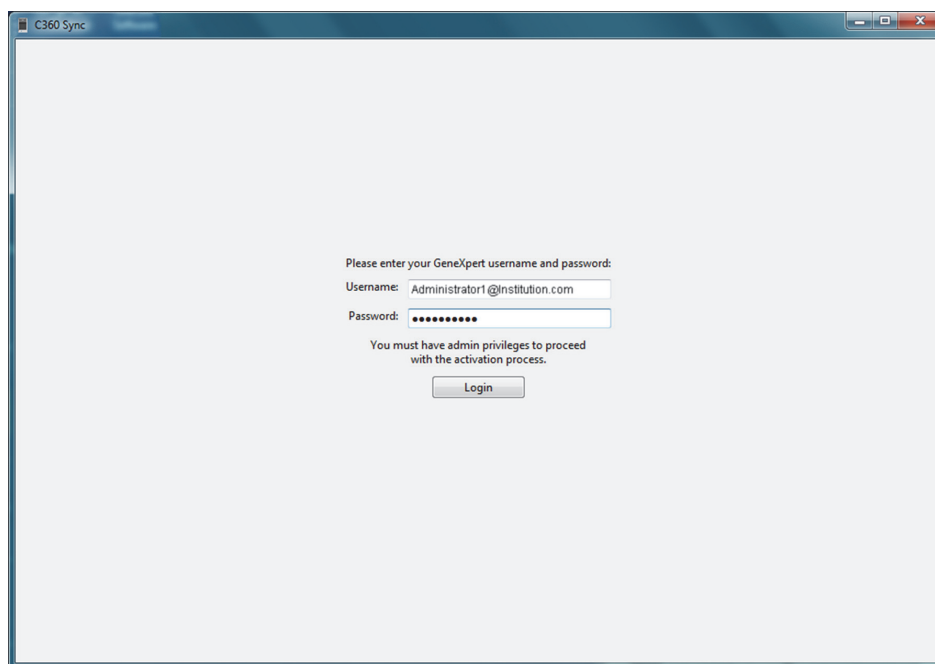 C360 Sync
Please enter your GeneXpert username and password:
Username: Administrator1@Institution.com
Password: ●●●●●●●●●●
You must have admin privileges to proceed
with the activation process.
Login